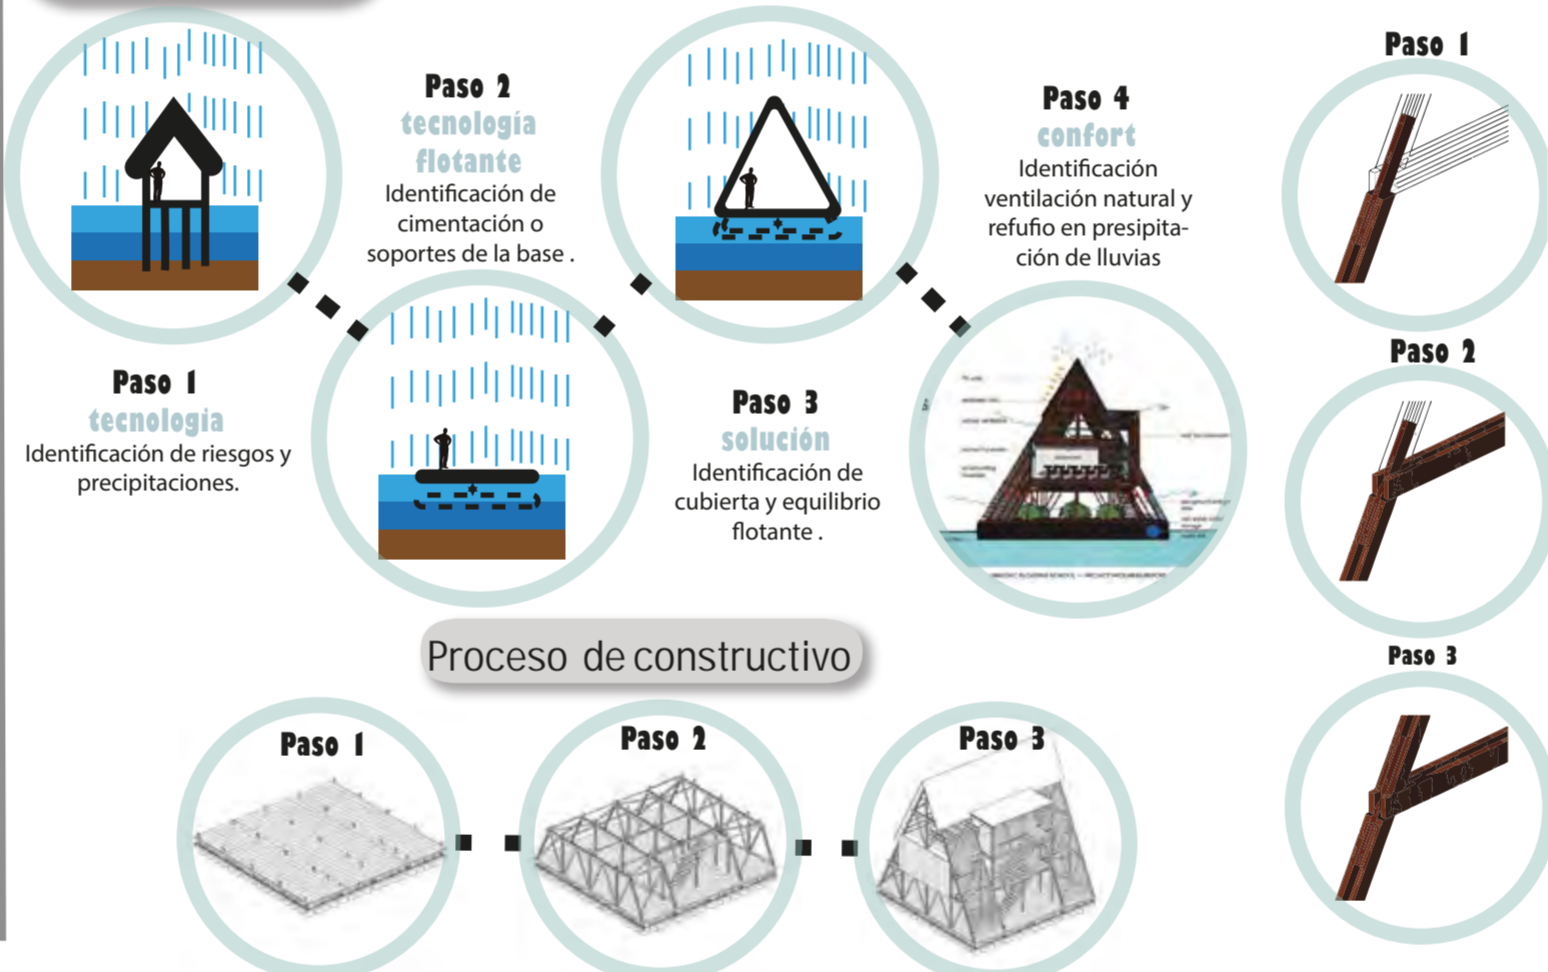 Paso 1
tecnologia
Identificación de riesgos y
precipitaciones.
Paso 2
tecnología
flotante
Identificación de
cimentación o
soportes de la base .
Paso 3
solución
Identificación de
cubierta y equilibrio
flotante .
Paso 4
confort
Identificación
ventilación natural y
refufio en presipita-
ción de lluvias
Proceso de constructivo
Paso 1
Paso 2
Paso 3
Paso 1
Paso 2
Paso 3